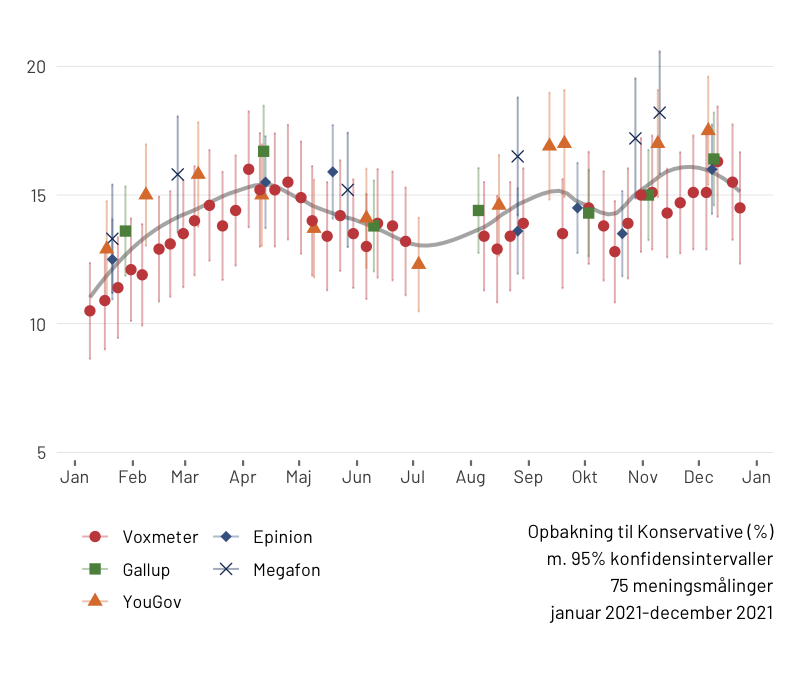 20
15
10
5
Jan Feb Mar Apr Maj Jun Jul Aug Sep Okt Nov Dec Jan
Voxmeter Epinion
Gallup Megafon
YouGov
Opbakning til Konservative (%)
m. 95% konfidensintervaller
75 meningsmålinger
januar 2021-december 2021